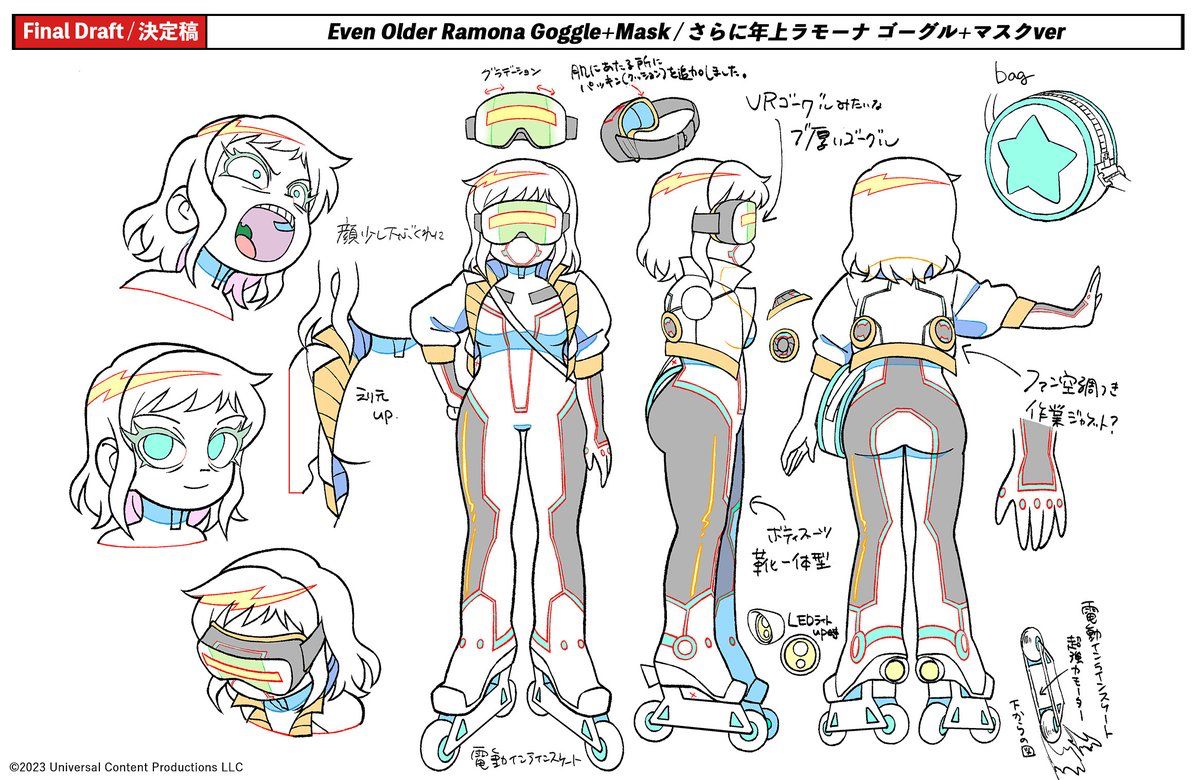 Final Draft / 決定稿
Even Older Ramona Goggle+Mask / さらに年上ラモーナ ゴーグル+マスクver
グラデーション
肌にあたる所に
パッキン(クッション)を追加しました。
VRゴーグルみたいな
ブ厚いゴーグル
bag
顔少し下がぶくれに
えり元
up.
ファン空調つき
作業ジャケット?
ボディスーツ
靴一体型
LEDライト
up
電動インラインスケート
超強力モーター
下からの図
電動インラインスケート
©2023 Universal Content Productions LLC